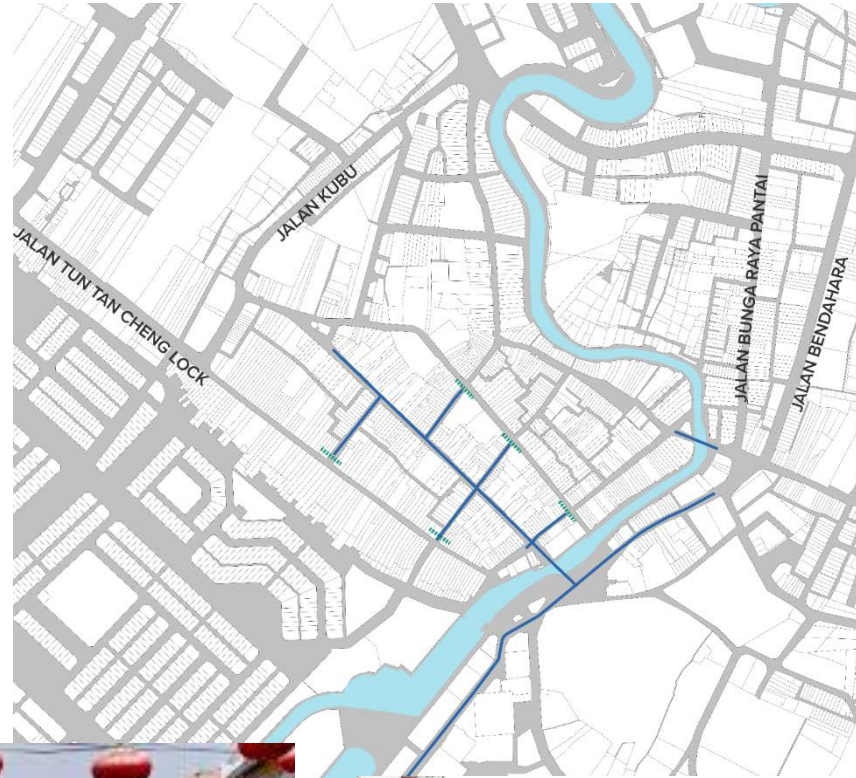 JALAN KUBU
JALAN TUN TAN CHENG LOCK
JALAN BUNGA RAYA PANTAI
JALAN BENDAHARA